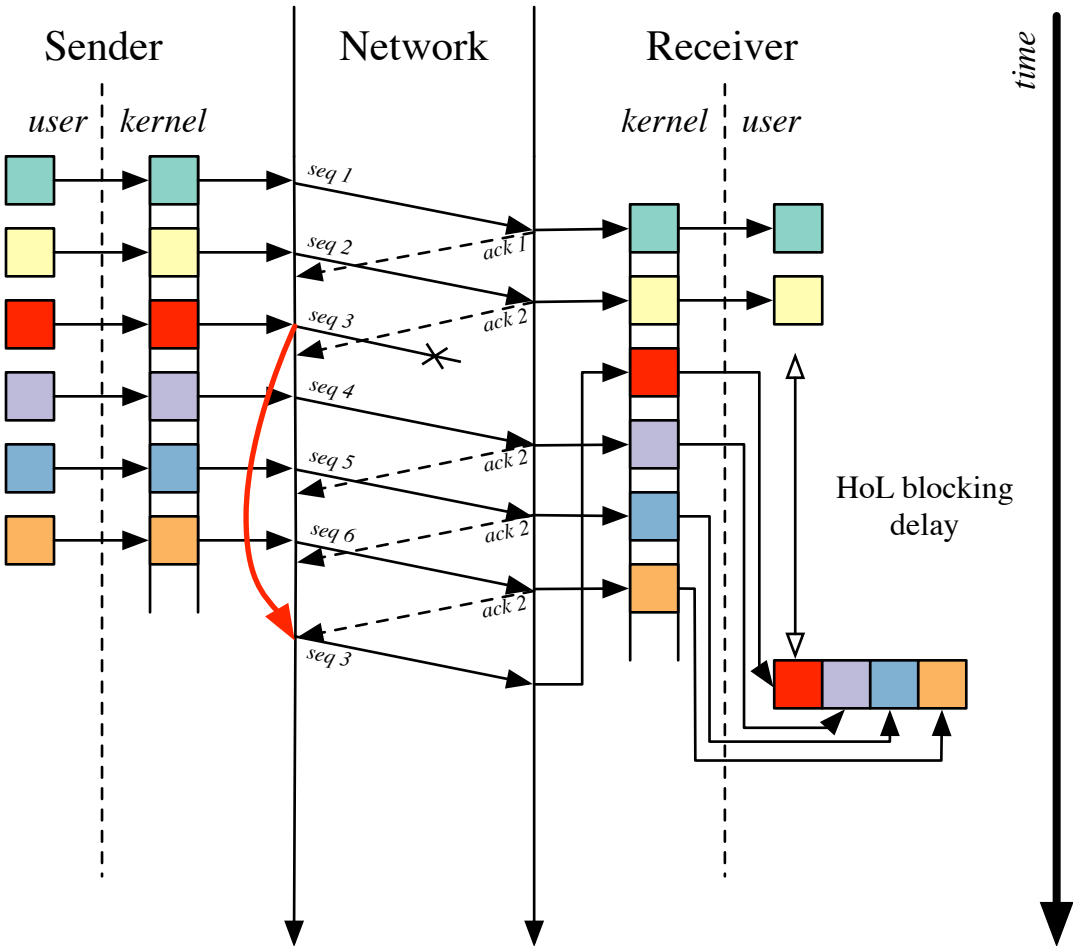 Sender
Network
Receiver
time
user
kernel
kernel
user
seq 1
ack 1
seq 2
ack 2
seq 3
seq 4
ack 2
seq 5
ack 2
seq 6
ack 2
seq 3
HoL blocking
delay